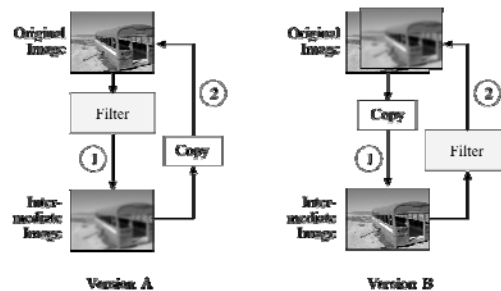 Original
Image
Filter
1
2
Copy
Inter-
mediate
Image
Version A
Original
Image
Copy
1
2
Filter
Inter-
mediate
Image
Version B